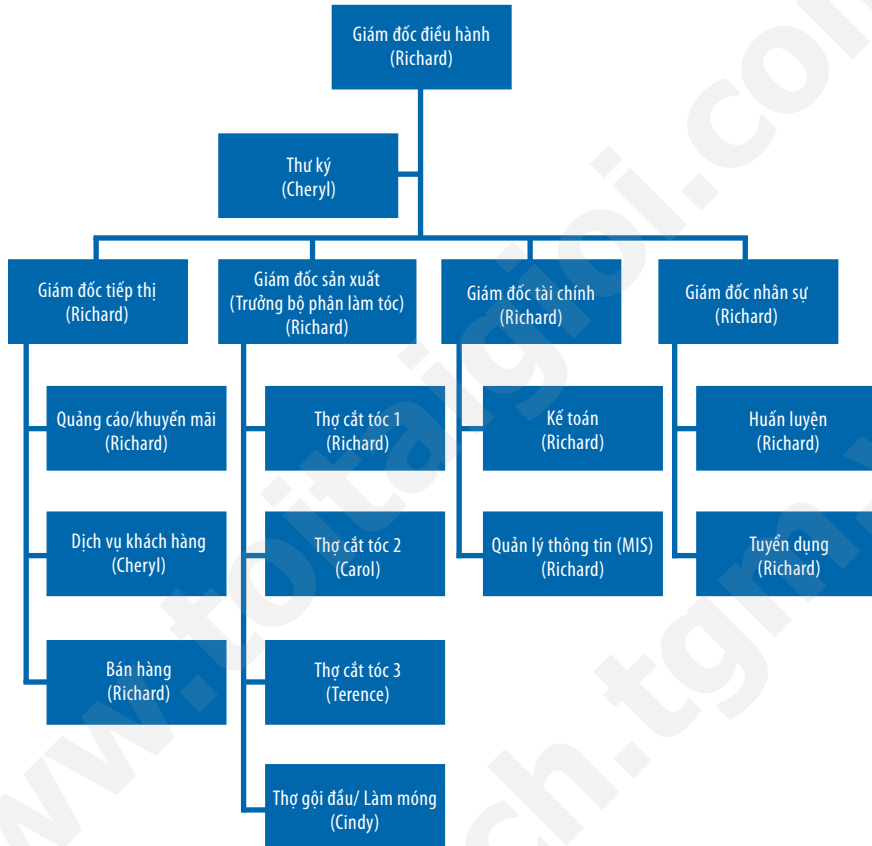 Giám đốc điều hành
(Richard)
Thư ký
(Cheryl)
Giám đốc tiếp thị
(Richard)
Giám đốc sản xuất
(Trưởng bộ phận làm tóc)
(Richard)
Giám đốc tài chính
(Richard)
Giám đốc nhân sự
(Richard)
Quảng cáo/khuyến mãi
(Richard)
Thợ cắt tóc 1
(Richard)
Kế toán
(Richard)
Huấn luyện
(Richard)
Dịch vụ khách hàng
(Cheryl)
Thợ cắt tóc 2
(Carol)
Quản lý thông tin (MIS)
(Richard)
Tuyển dụng
(Richard)
Bán hàng
(Richard)
Thợ cắt tóc 3
(Terence)
Thợ gội đầu/ Làm móng
(Cindy)